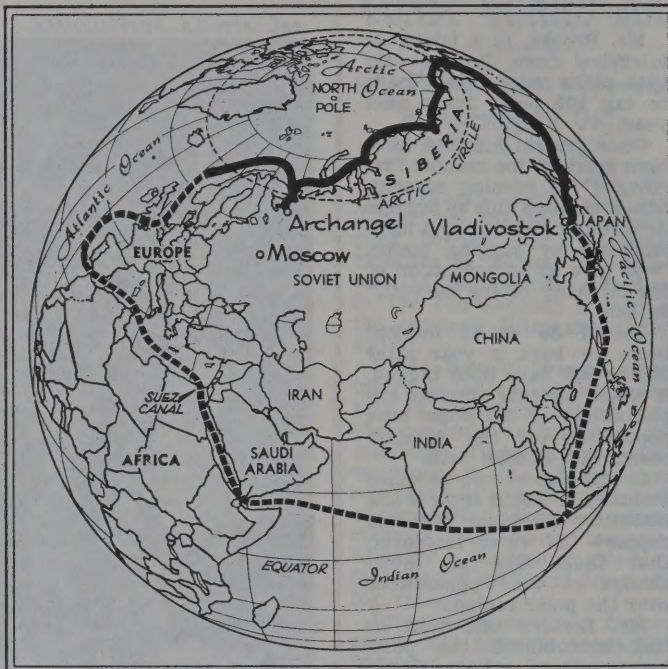 Arctic
Ocean
NORTH
POLE
Atlantic Ocean
SIBERIA
ARCTIC
CIRCLE
Archangel
Vladivostok
JAPAN
EUROPE
Moscow
SOVIET UNION
MONGOLIA
Pacific Ocean
CHINA
SUEZ
CANAL
IRAN
INDIA
AFRICA
SAUDI
ARABIA
EQUATOR
Indian Ocean